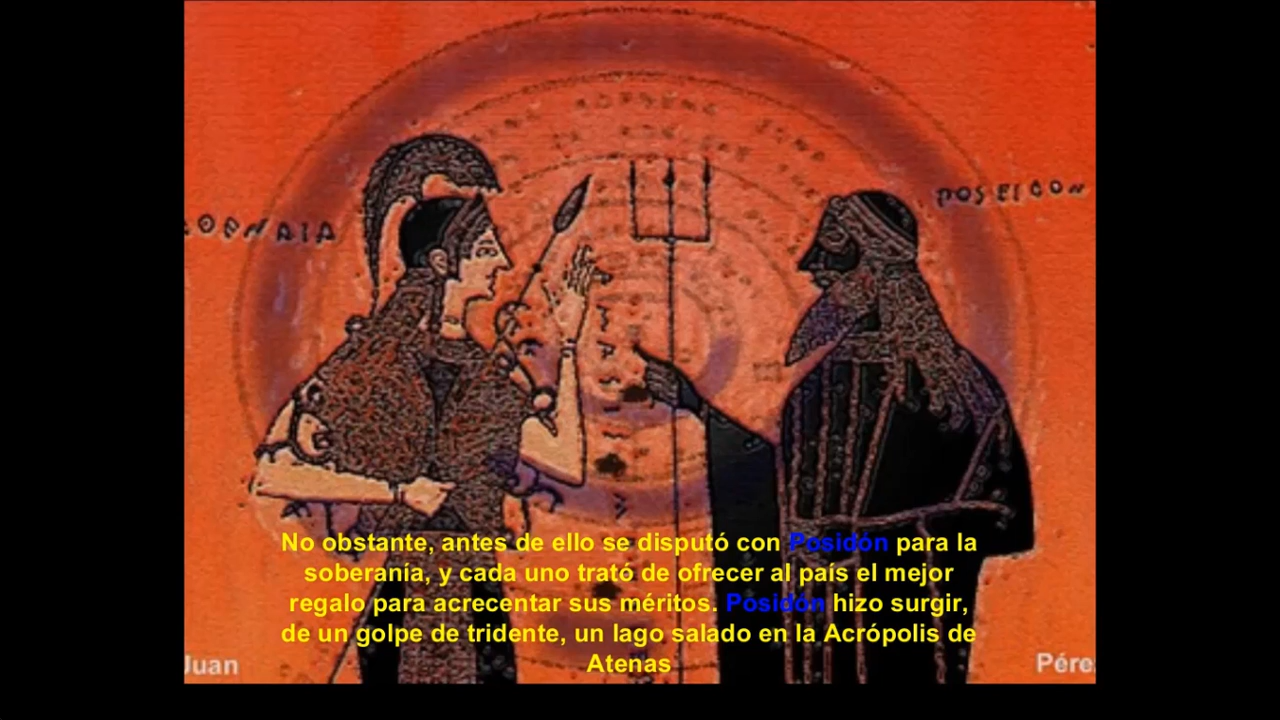 ΑΘΕΝΑΙΑ
ΠΟSΕΙDΟΝ
No obstante, antes de ello se disputó con Posidón para la
soberanía, y cada uno trató de ofrecer al país el mejor
regalo para acrecentar sus méritos. Posidón hizo surgir,
de un golpe de tridente, un lago salado en la Acrópolis de
Atenas
Juan
Pére